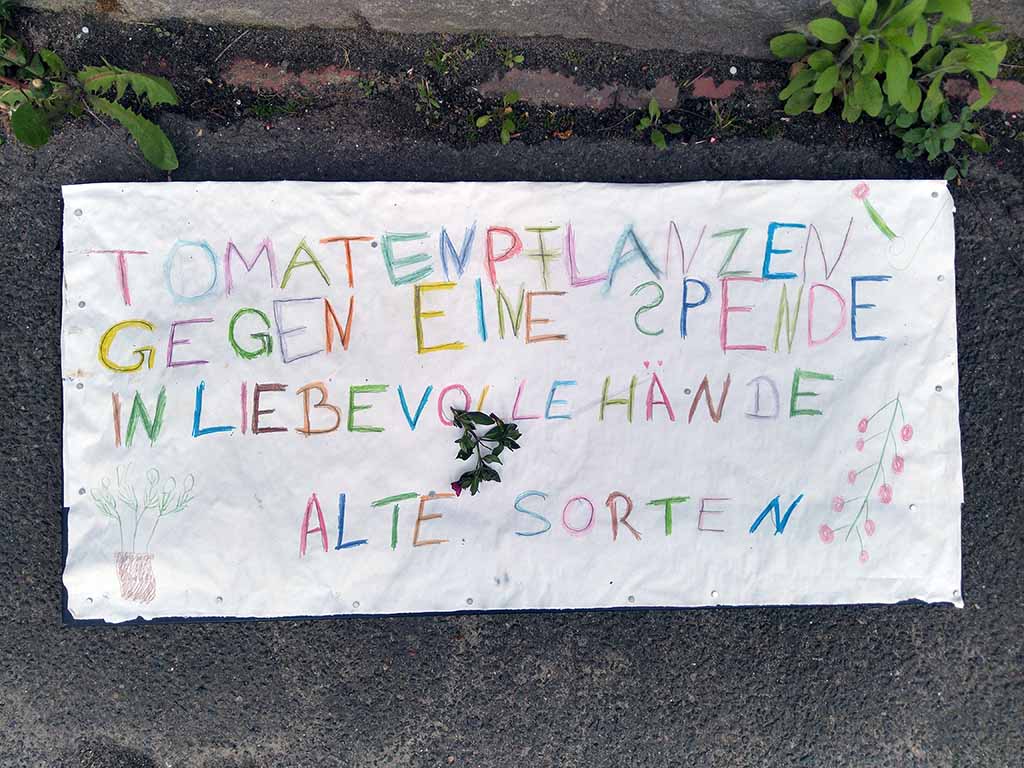 TOMATENPFLANZEN
GEGEN EINE SPENDE
IN LIEBEVOLLE HÄNDE
ALTE SORTEN